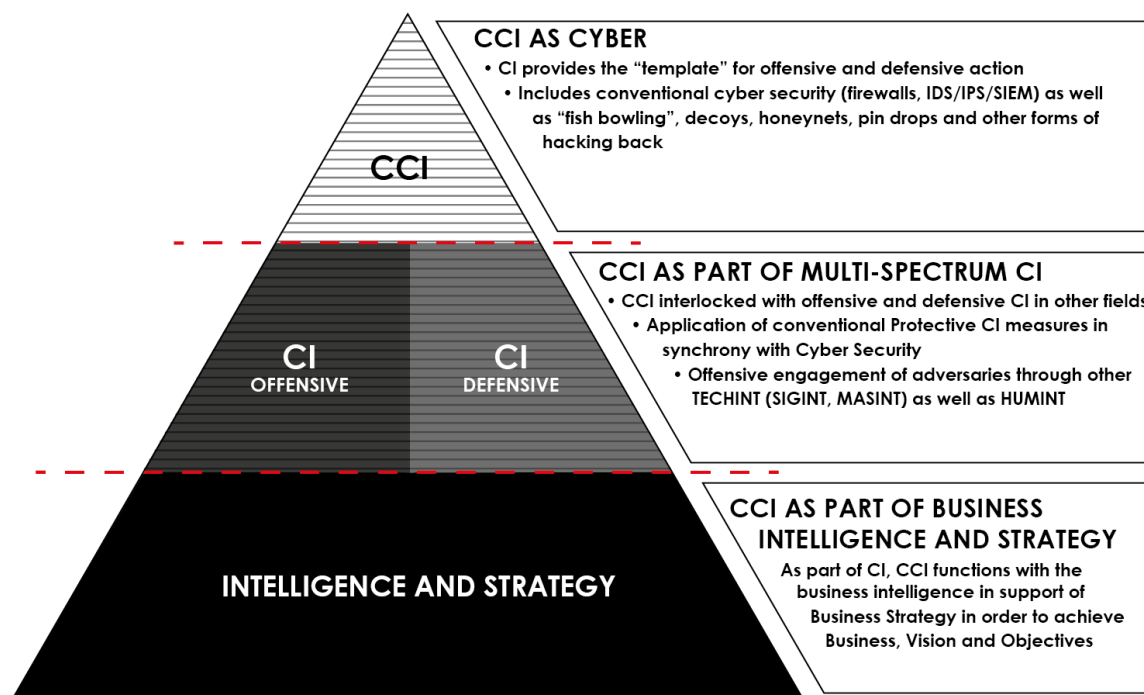 CCI AS CYBER
• CI provides the “template” for offensive and defensive action
• Includes conventional cyber security (firewalls, IDS/IPS/SIEM) as well
as “fish bowling”, decoys, honeynets, pin drops and other forms of
hacking back
CCI
CCI AS PART OF MULTI-SPECTRUM CI
• CCI interlocked with offensive and defensive CI in other fields
• Application of conventional Protective CI measures in
synchrony with Cyber Security
• Offensive engagement of adversaries through other
TECHINT (SIGINT, MASINT) as well as HUMINT
CI
OFFENSIVE
CI
DEFENSIVE
CCI AS PART OF BUSINESS
INTELLIGENCE AND STRATEGY
As part of CI, CCI functions with the
business intelligence in support of
Business Strategy in order to achieve
Business, Vision and Objectives
INTELLIGENCE AND STRATEGY